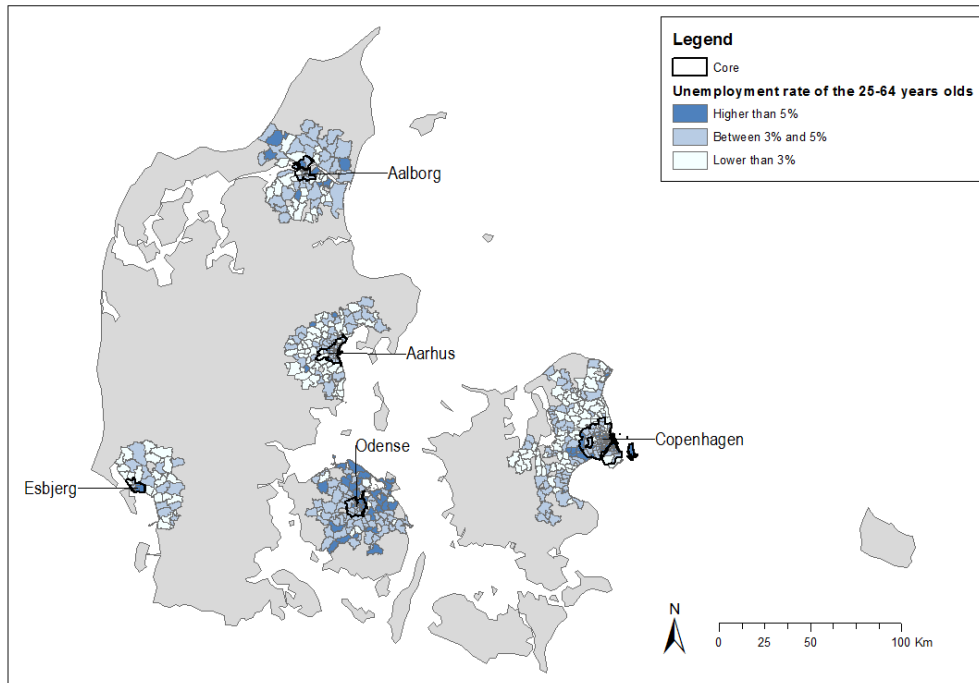 Legend
Core
Unemployment rate of the 25-64 years olds
Higher than 5%
Between 3% and 5%
Lower than 3%
Aalborg
Aarhus
Copenhagen
Odense
Esbjerg
N
0 25 50 100 Km